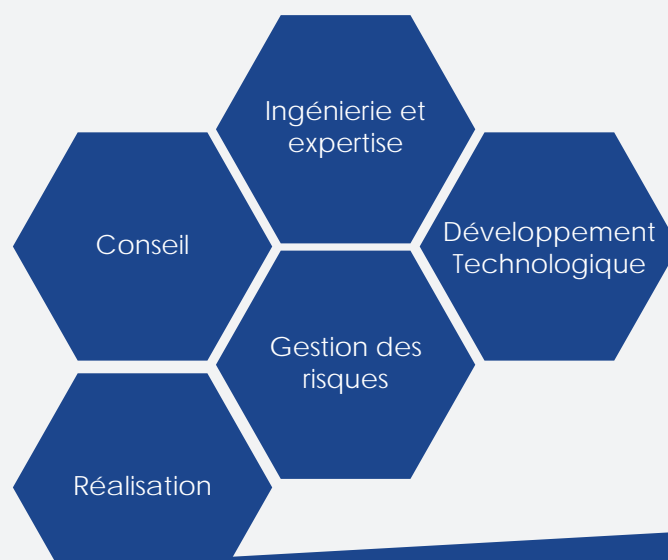 Ingénierie et
expertise
Conseil
Développement
Technologique
Gestion des
risques
Réalisation